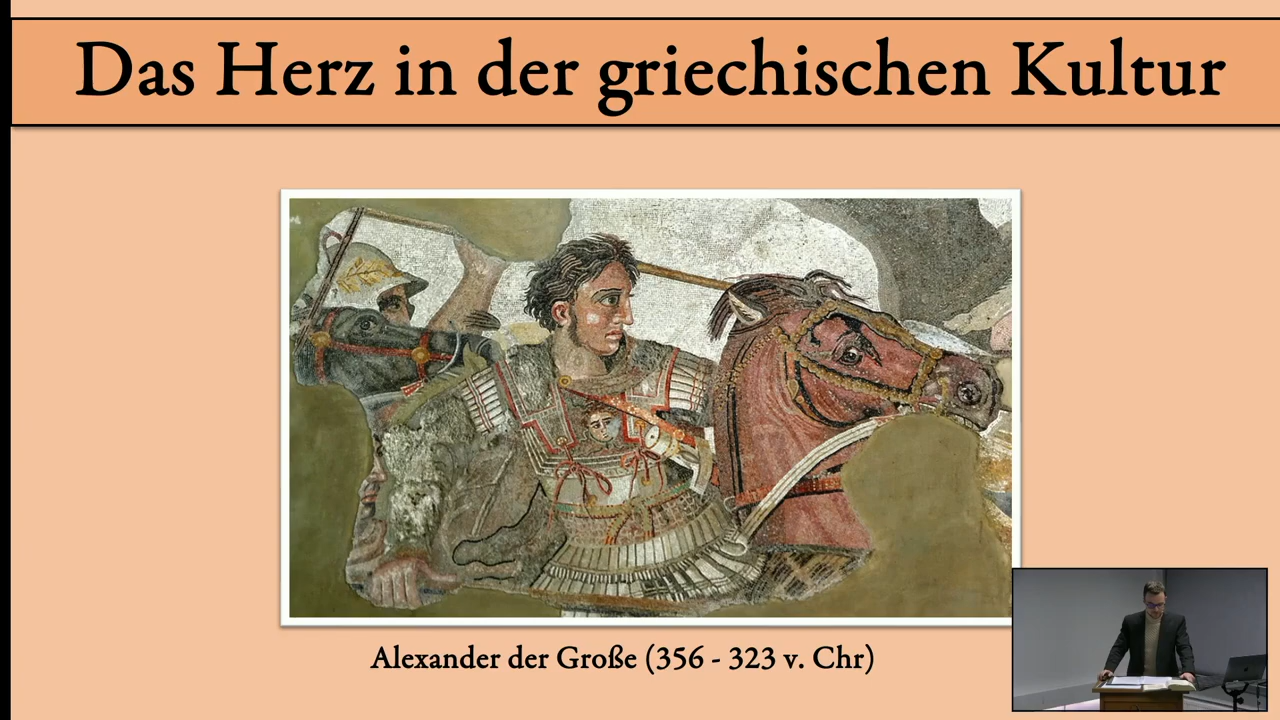 Das Herz in der griechischen Kultur
Alexander der Große (356 - 323 v. Chr)